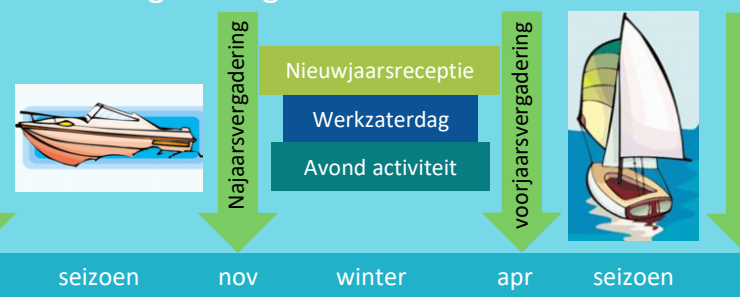 Najaarsvergadering
Nieuwjaarsreceptie
Werkzaterdag
Avond activiteit
voorjaarsvergadering
seizoen nov winter apr seizoen